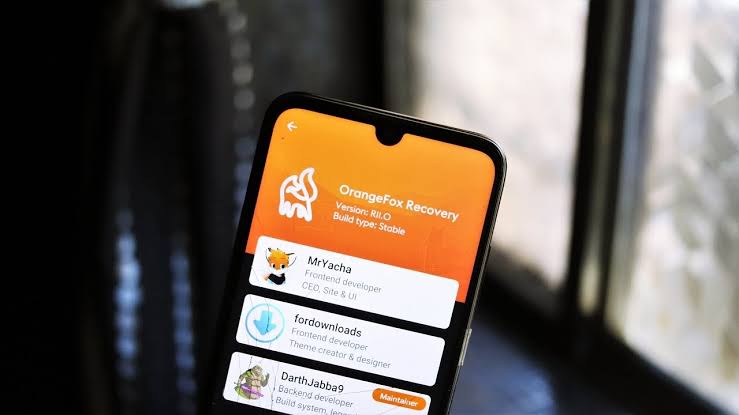 OrangeFox Recovery
Version: R11.0
Build type: Stable
MrYacha
Frontend developer
CEO, Site & UI
fordownloads
Frontend developer
Theme creator & designer
DarthJabba9
Maintainer
Backend developer
Build system,